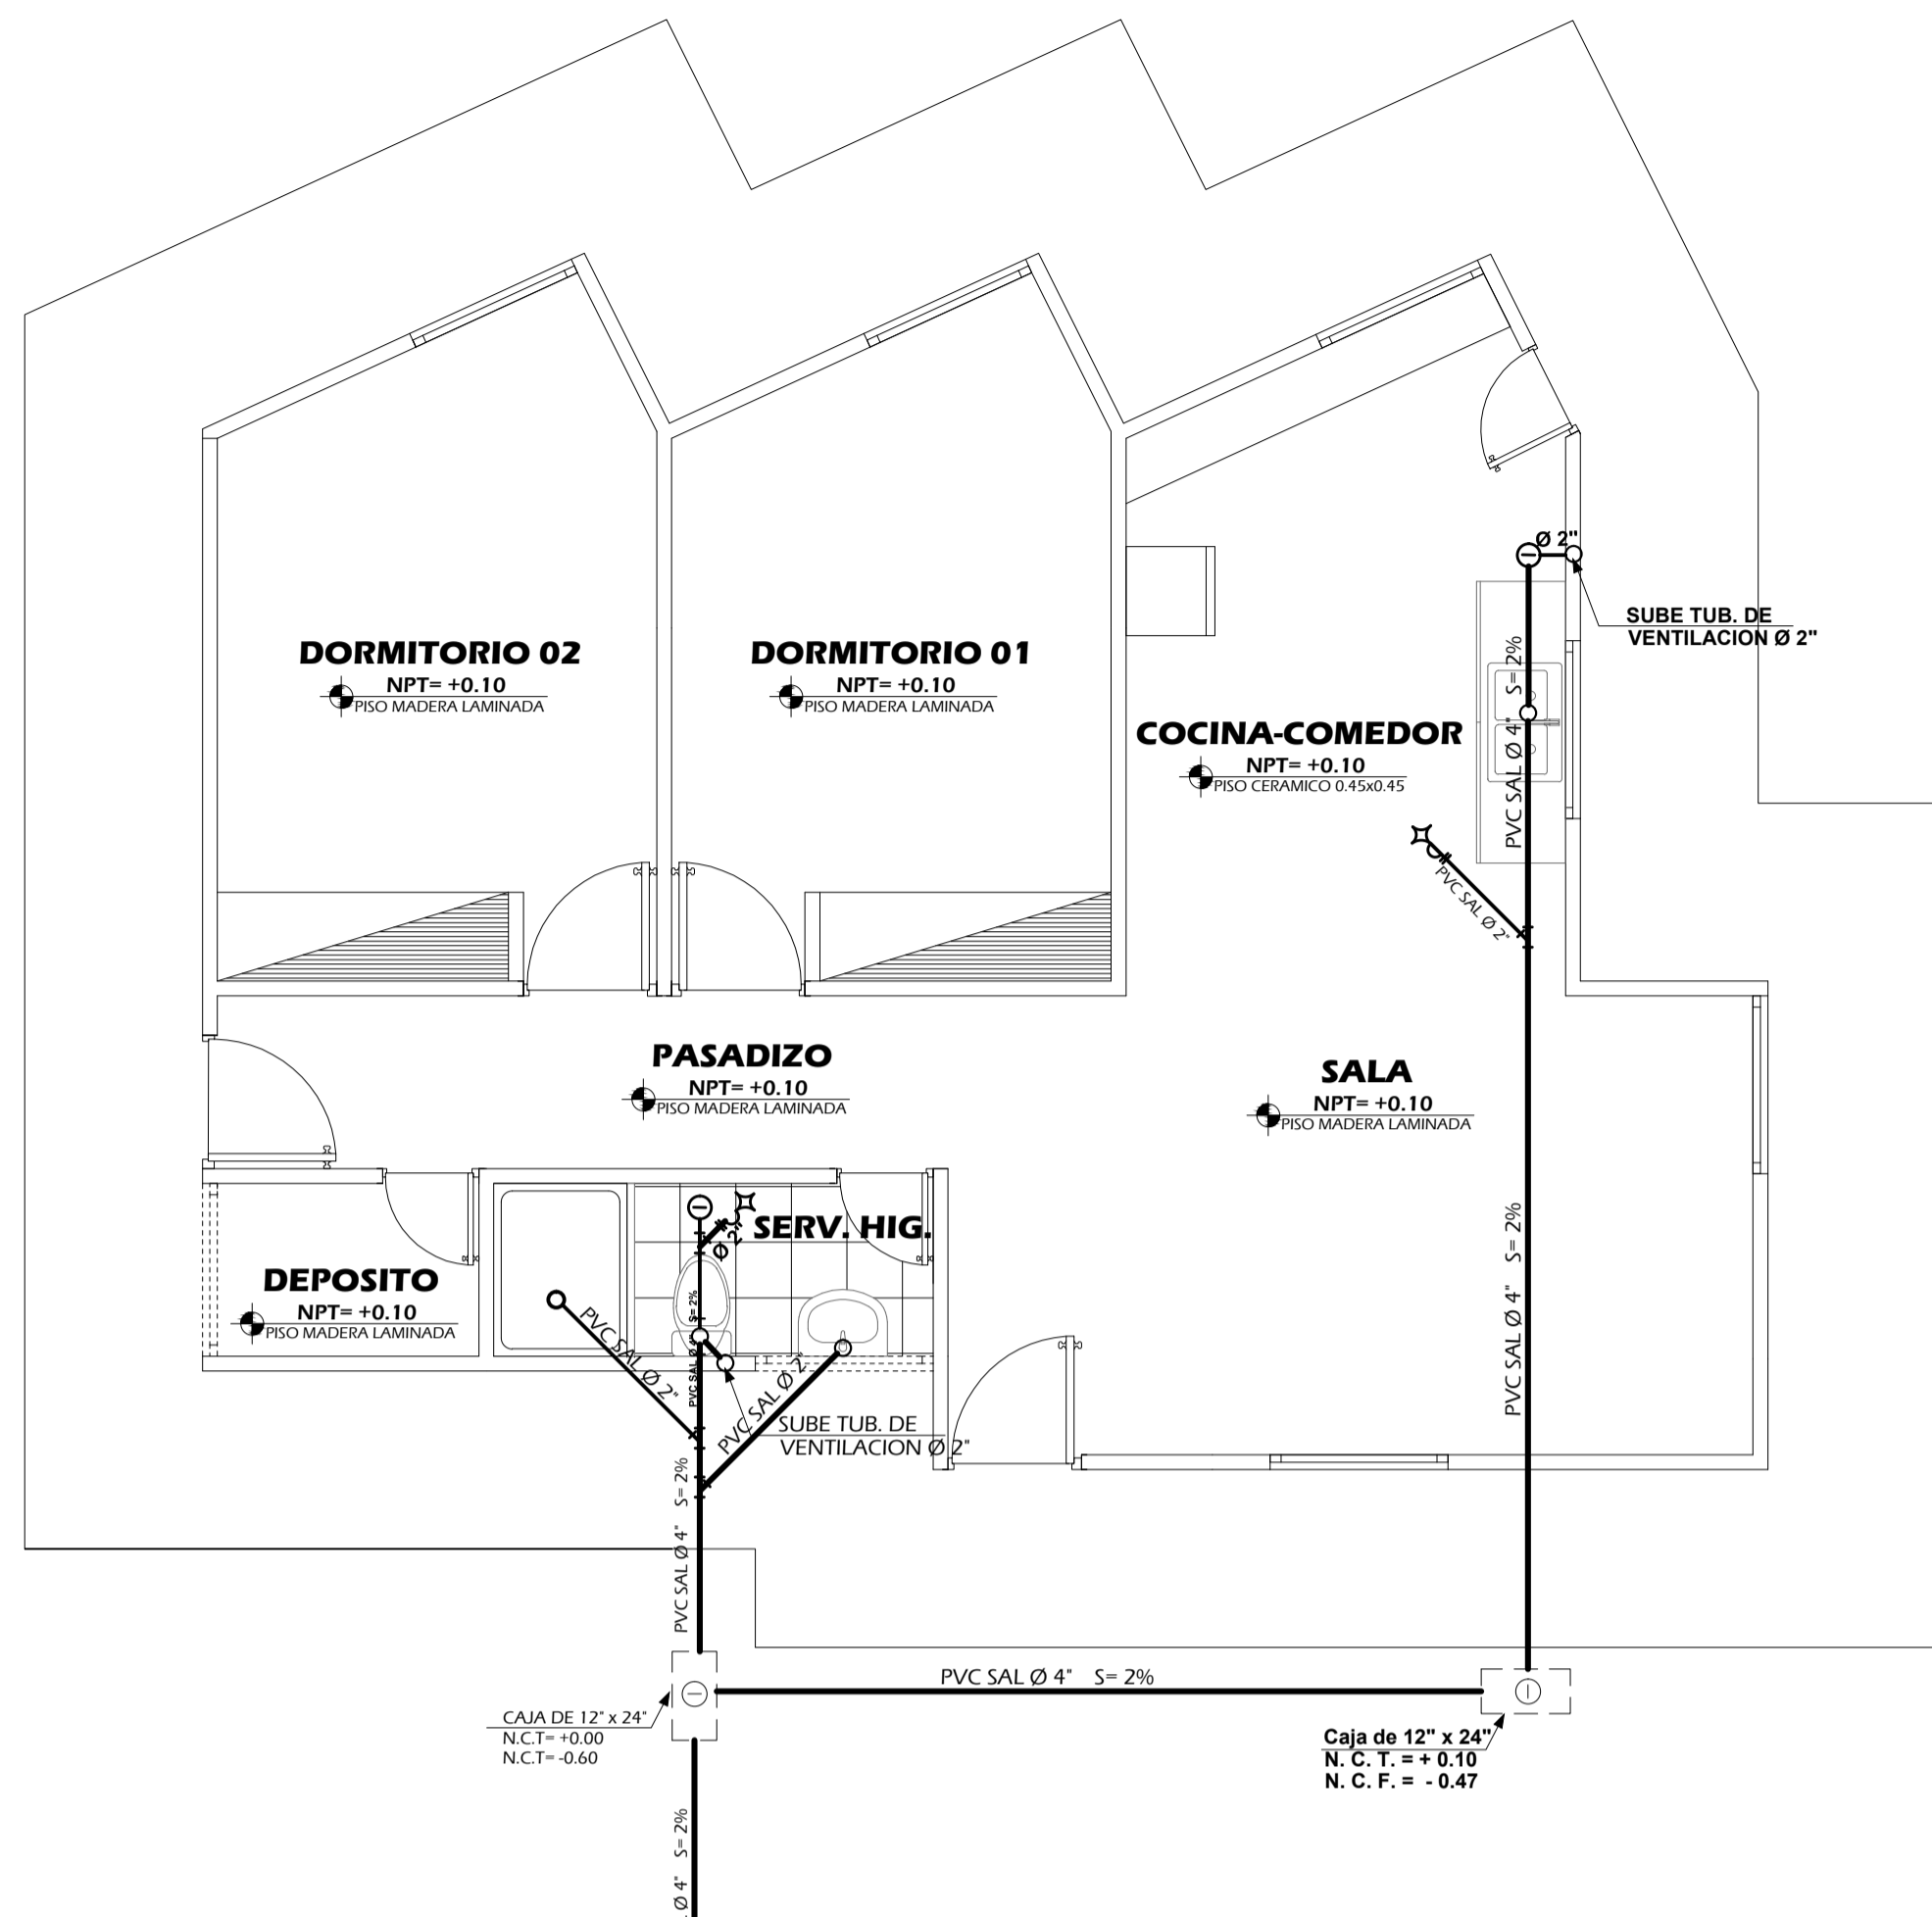 Ø 2"
SUBE TUB. DE
VENTILACION Ø 2"
DORMITORIO 02
NPT= +0.10
PISO MADERA LAMINADA
DORMITORIO 01
NPT= +0.10
PISO MADERA LAMINADA
COCINA-COMEDOR
NPT= +0.10
PISO CERAMICO 0.45x0.45
PVC SAL Ø 4" S= 2%
PVC SAL Ø 2"
PASADIZO
NPT= +0.10
PISO MADERA LAMINADA
SALA
NPT= +0.10
PISO MADERA LAMINADA
PVC SAL Ø 4" S= 2%
SERV. HIG.
Ø 2"
DEPOSITO
NPT= +0.10
PISO MADERA LAMINADA
PVC SAL Ø 2"
PVC SAL Ø 4" S= 2%
PVC SAL Ø 2"
SUBE TUB. DE
VENTILACION Ø 2"
PVC SAL Ø 4" S= 2%
PVC SAL Ø 4" S= 2%
CAJA DE 12" x 24"
N.C.T= +0.00
N.C.T= -0.60
Caja de 12" x 24"
N. C. T. = + 0.10
N. C. F. = - 0.47
Ø 4" S= 2%